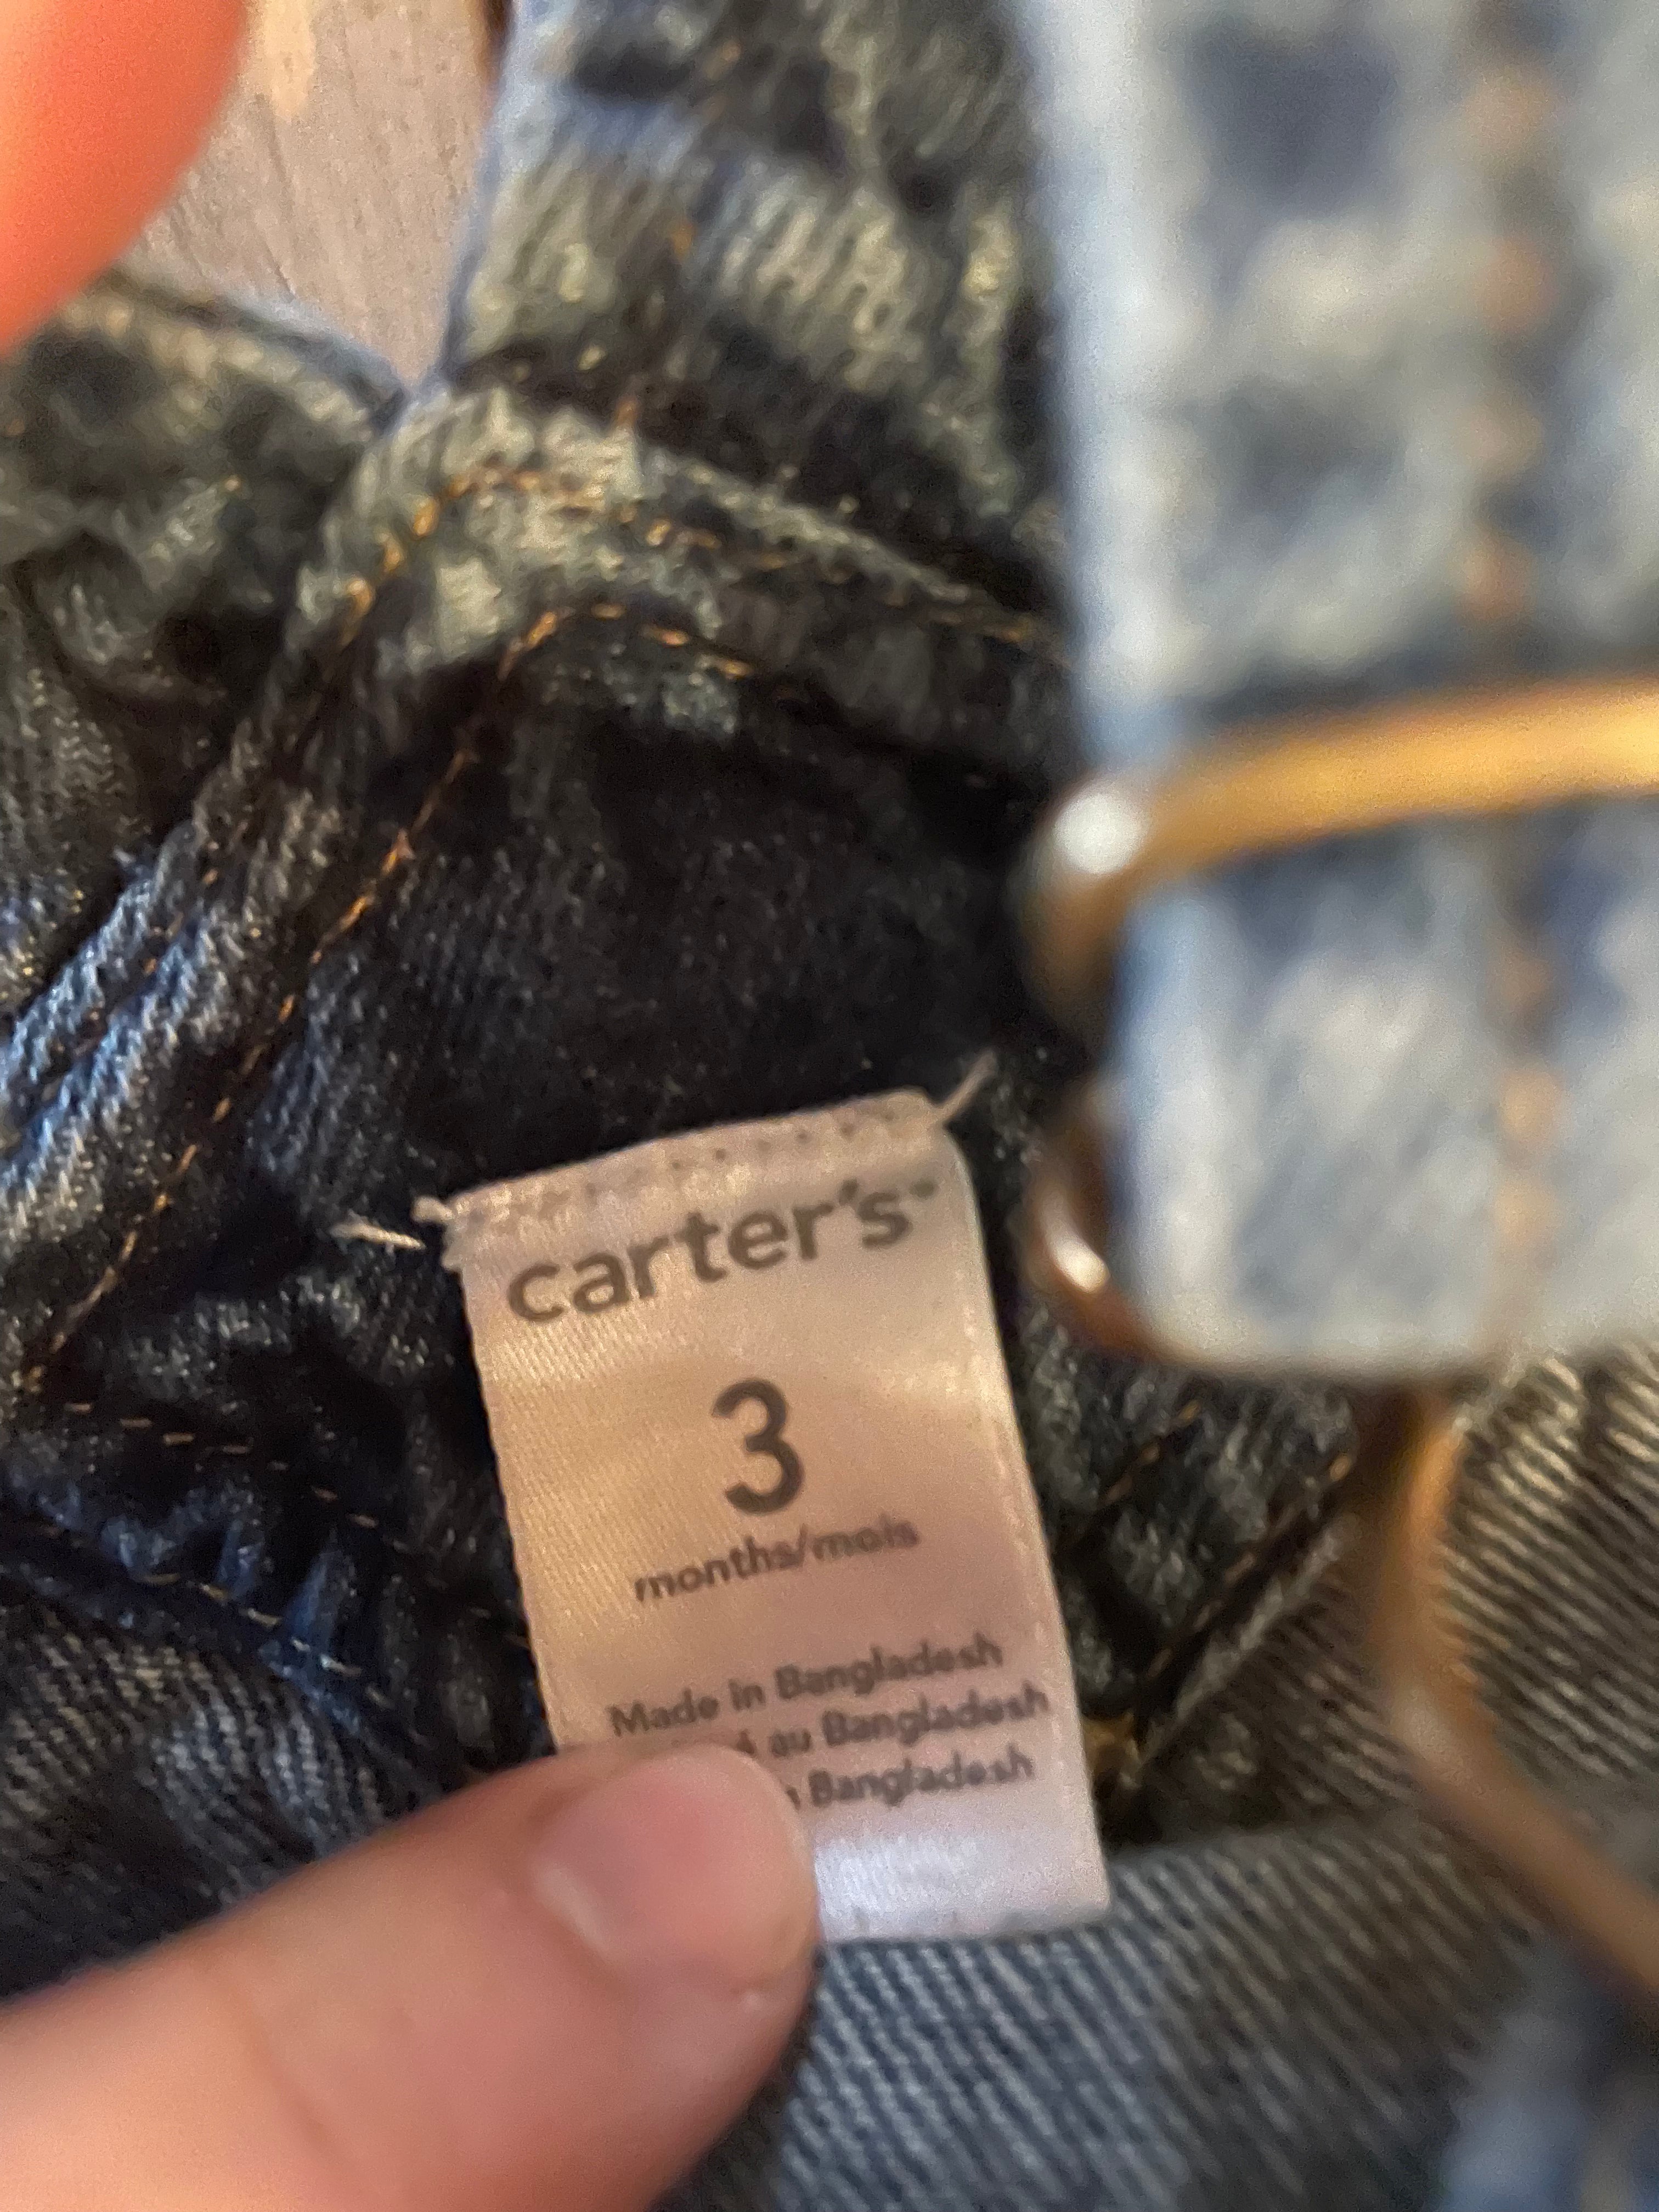 carter's
3
months/mois
Made in Bangladesh
au Bangladesh
Bangladesh